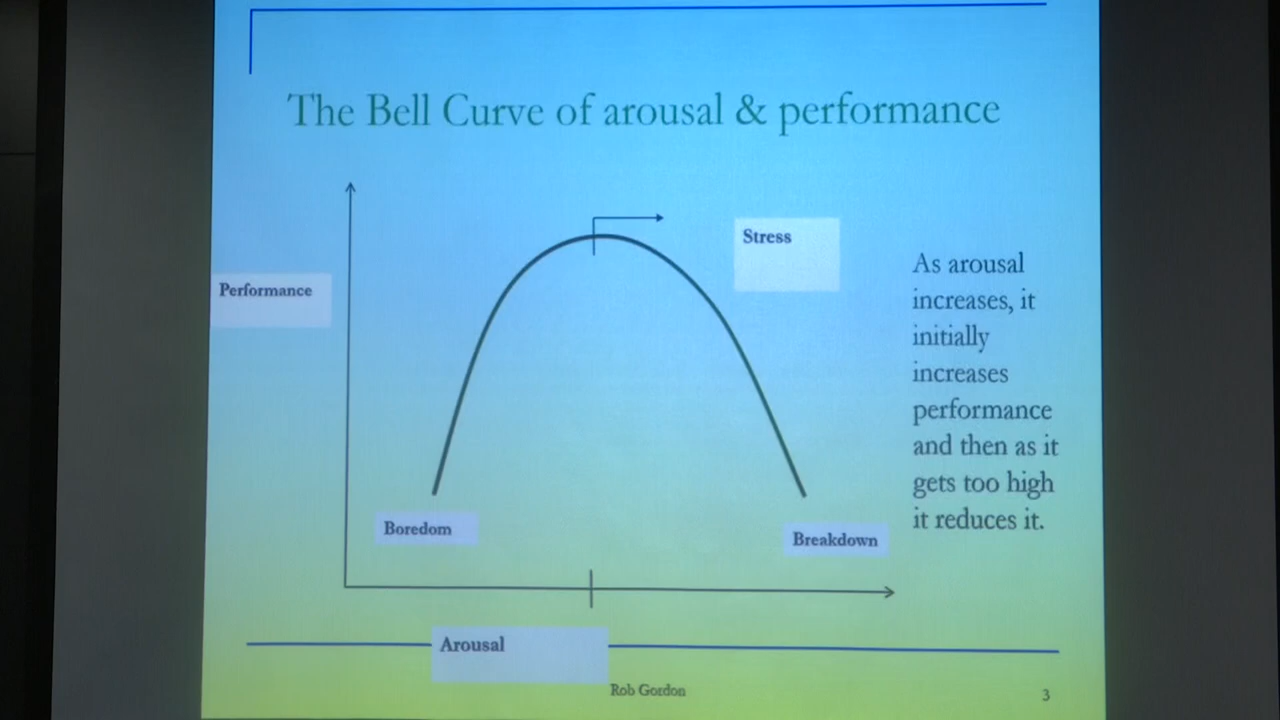 The Bell Curve of arousal & performance
Performance
Stress
As arousal
increases, it
initially
increases
performance
and then as it
gets too high
it reduces it.
Boredom
Breakdown
Arousal
Rob Gordon
3